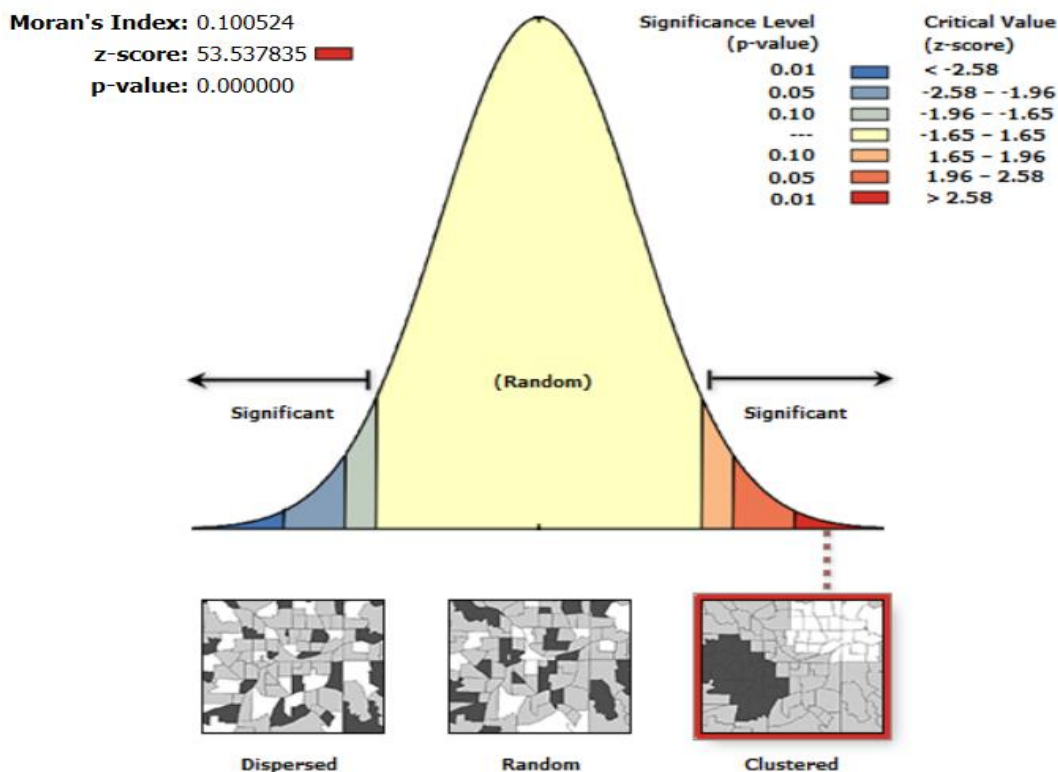 Moran's Index: 0.100524
z-score: 53.537835
p-value: 0.000000
Significance Level
(p-value)
Critical Value
(z-score)
0.01 < -2.58
0.05 -2.58 – -1.96
0.10 -1.96 – -1.65
--- -1.65 – 1.65
0.10 1.65 – 1.96
0.05 1.96 – 2.58
0.01 > 2.58
(Random)
Significant
Significant
Dispersed
Random
Clustered